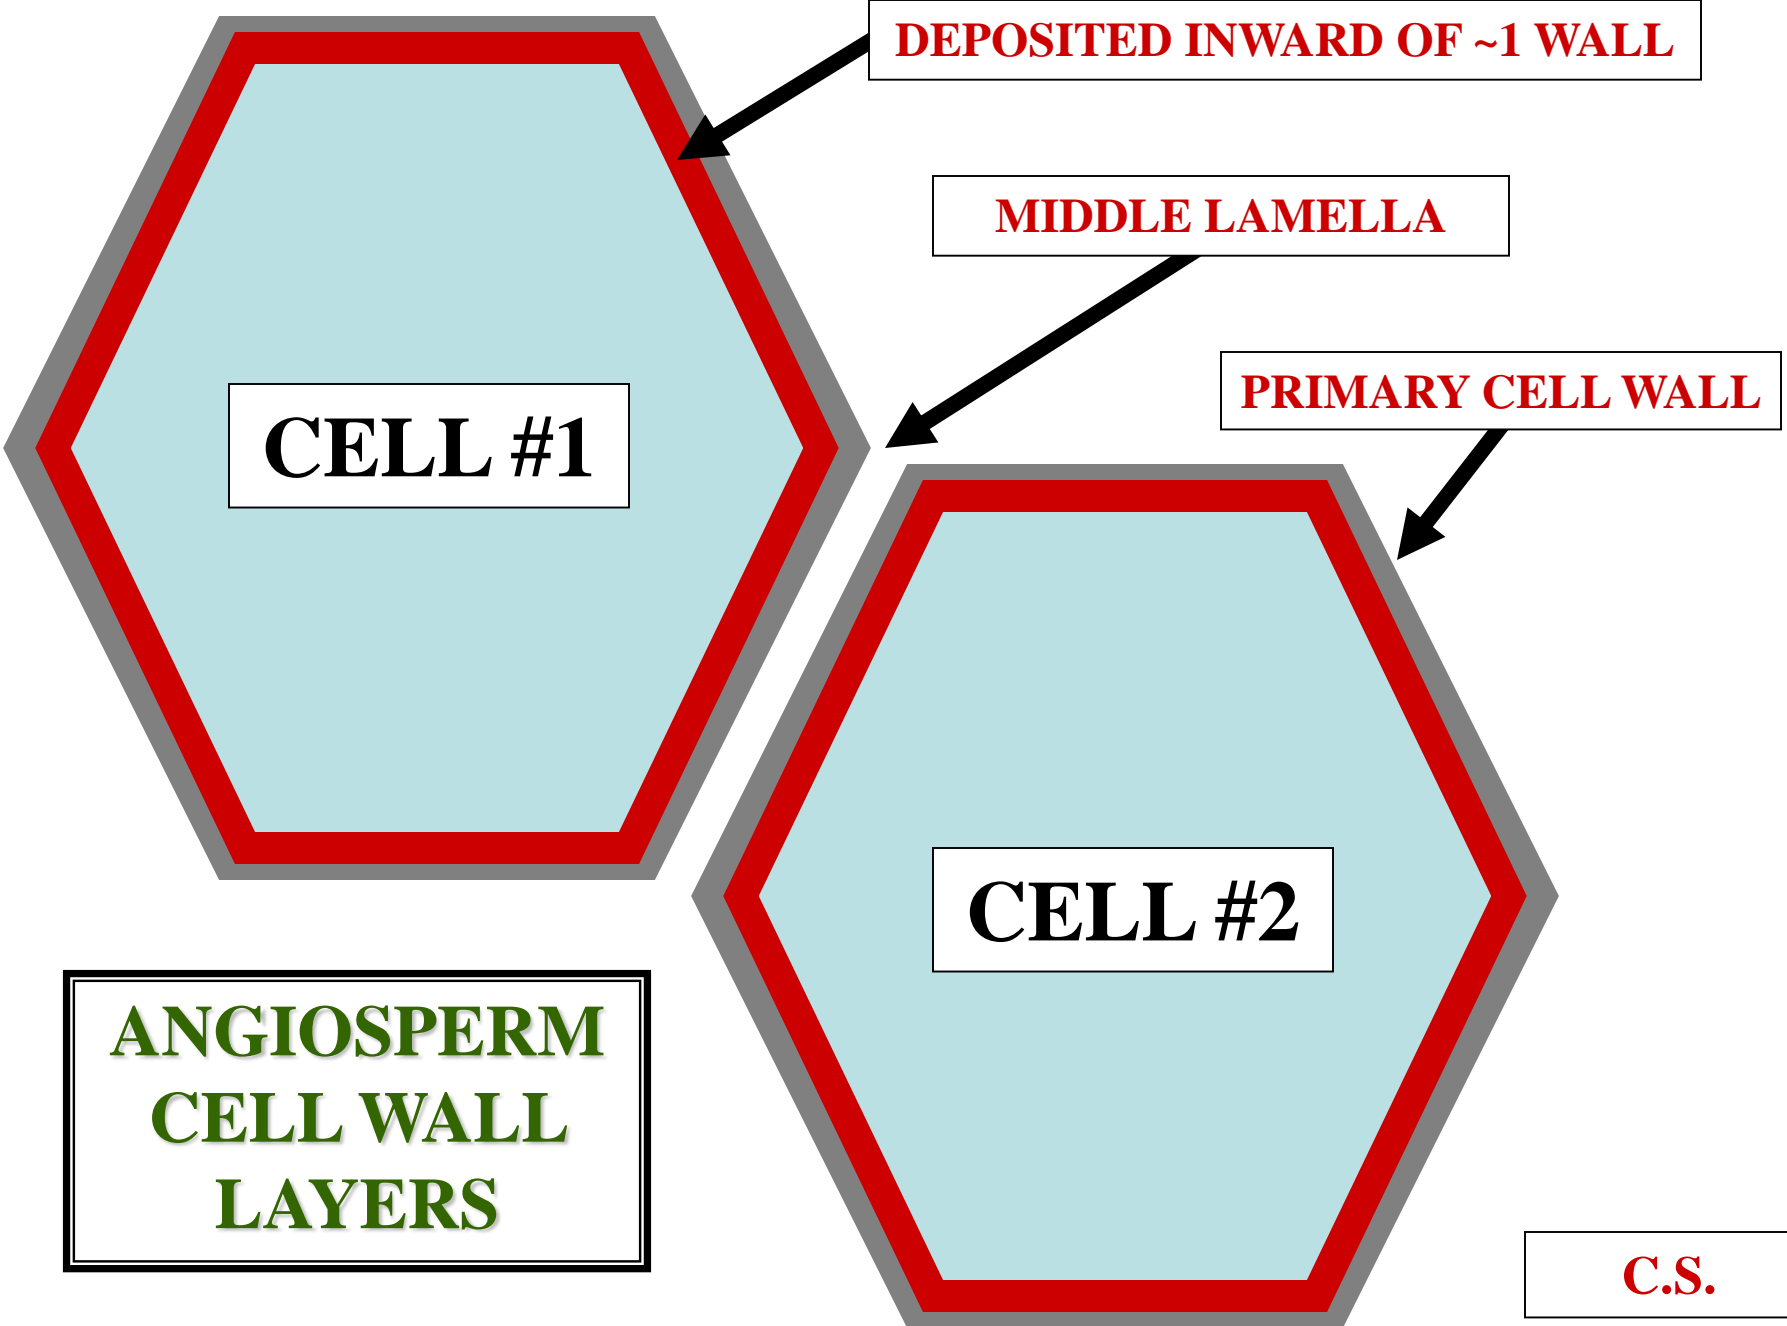 DEPOSITED INWARD OF ~1 WALL
MIDDLE LAMELLA
PRIMARY CELL WALL
CELL #1
CELL #2
ANGIOSPERM
CELL WALL
LAYERS
C.S.